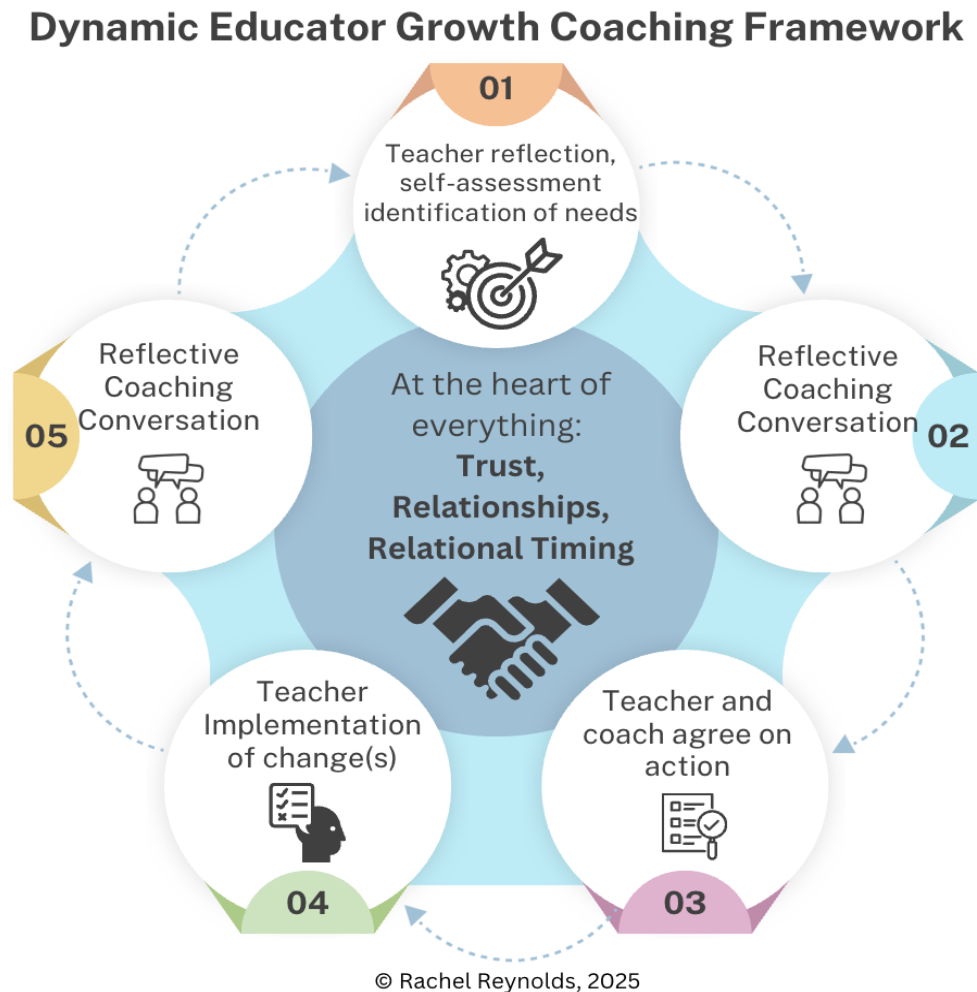 Dynamic Educator Growth Coaching Framework
01
Teacher reflection,
self-assessment
identification of needs
Reflective
Coaching
Conversation
02
Teacher and
coach agree on
action
03
Teacher
Implementation
of change(s)
04
Reflective
Coaching
Conversation
05
At the heart of
everything:
Trust,
Relationships,
Relational Timing
© Rachel Reynolds, 2025